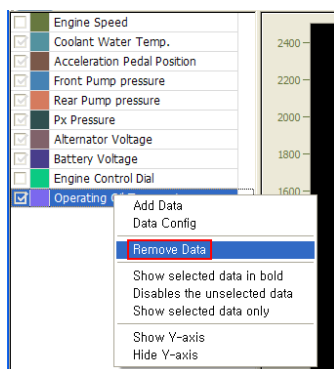 Engine Speed
Coolant Water Temp.
Acceleration Pedal Position
Front Pump pressure
Rear Pump pressure
Px Pressure
Alternator Voltage
Battery Voltage
Engine Control Dial
Operating
Add Data
Data Config
Remove Data
Show selected data in bold
Disables the unselected data
Show selected data only
Show Y-axis
Hide Y-axis
2400
2200
2000
1800
1600